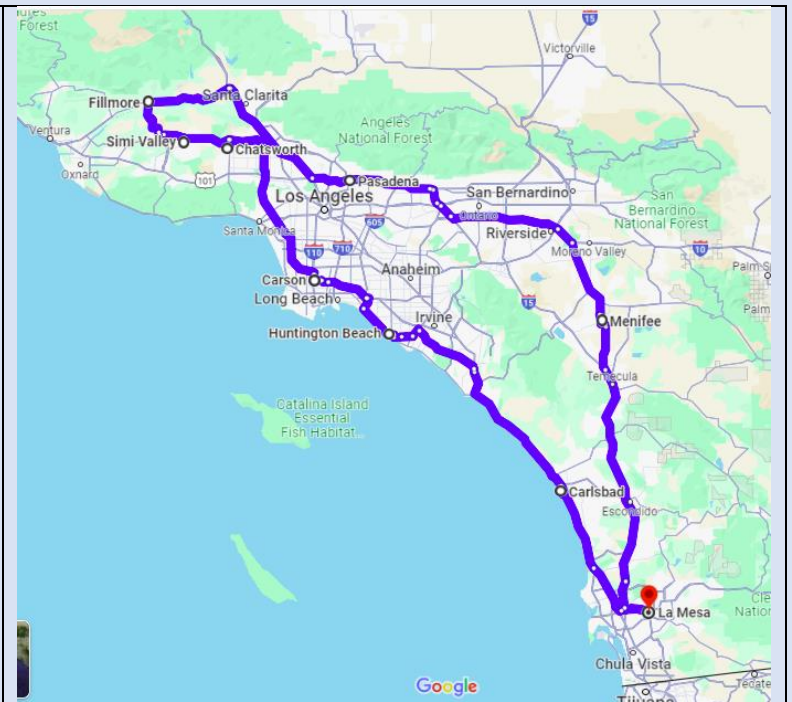 Forest
15
Victorville
Santa Clarita
Fillmore
Angeles
National Forest
Ventura
Simi Valley
Chatsworth
Oxnard
101
Pasadena
San Bernardino
Los Angeles
San
Bernardino
National Forest
Ontario
605
Santa Monica
Riverside
110
710
Moreno Valley
10
Palm S
Carson
Anaheim
Long Beach
15
Palm
Irvine
Menifee
Huntington Beach
Temecula
Catalina Island
Essential
Fish Habitat...
Carlsbad
Escondido
La Mesa
Cle
Nation
Chula Vista
Google
Tecate
Tijuana